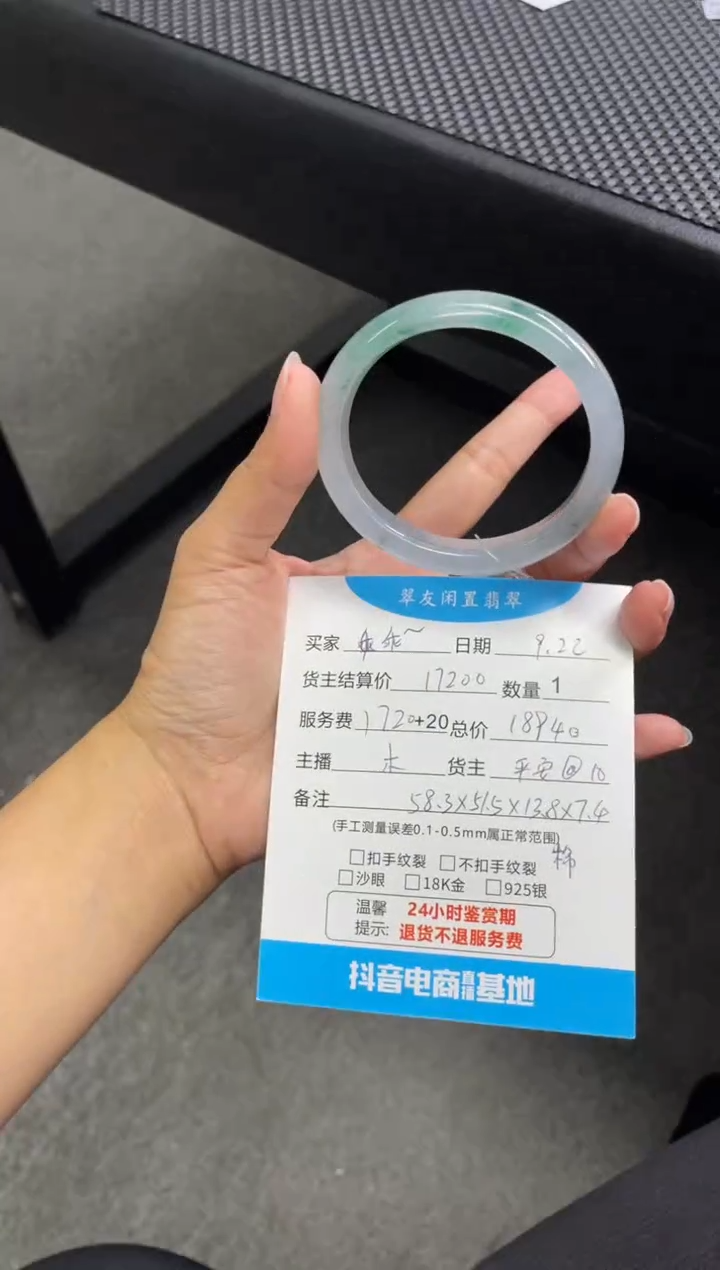 翠友闲置翡翠
买家 乖乖~ 日期 9.22
货主结算价 17200 数量 1
服务费 1720+20 总价 18940
主播 木 货主 平安@10
备注 58.3×51.5×13.8×7.4
(手工测量误差0.1-0.5mm属正常范围)
棉
□扣手纹裂 □不扣手纹裂
□沙眼 □18K金 □925银
温馨 24小时鉴赏期
提示: 退货不退服务费
抖音电商直播基地